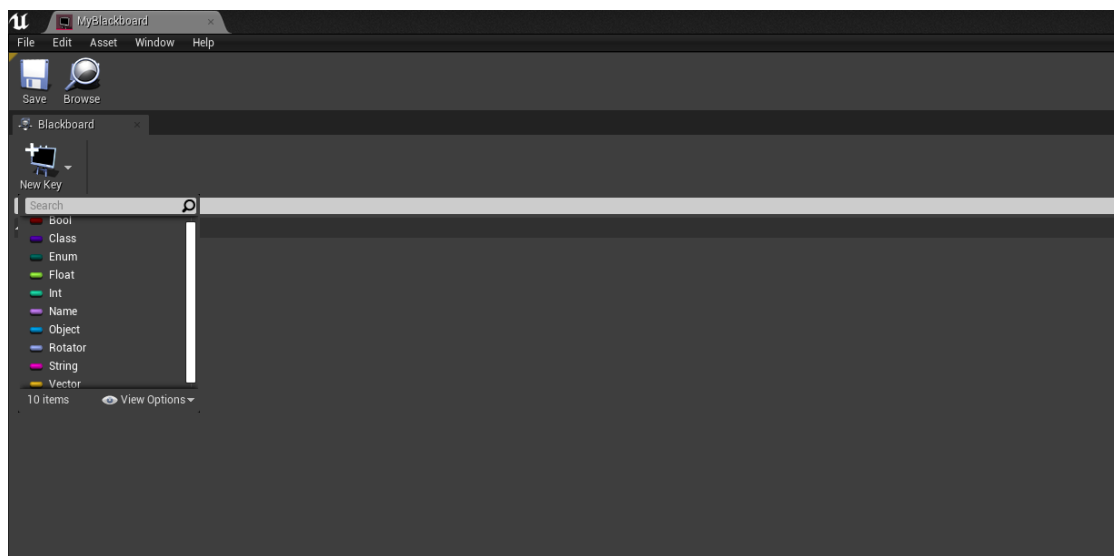 MyBlackboard
File Edit Asset Window Help
Save Browse
Blackboard
New Key
Search
Bool
Class
Enum
Float
Int
Name
Object
Rotator
String
Vector
10 items View Options